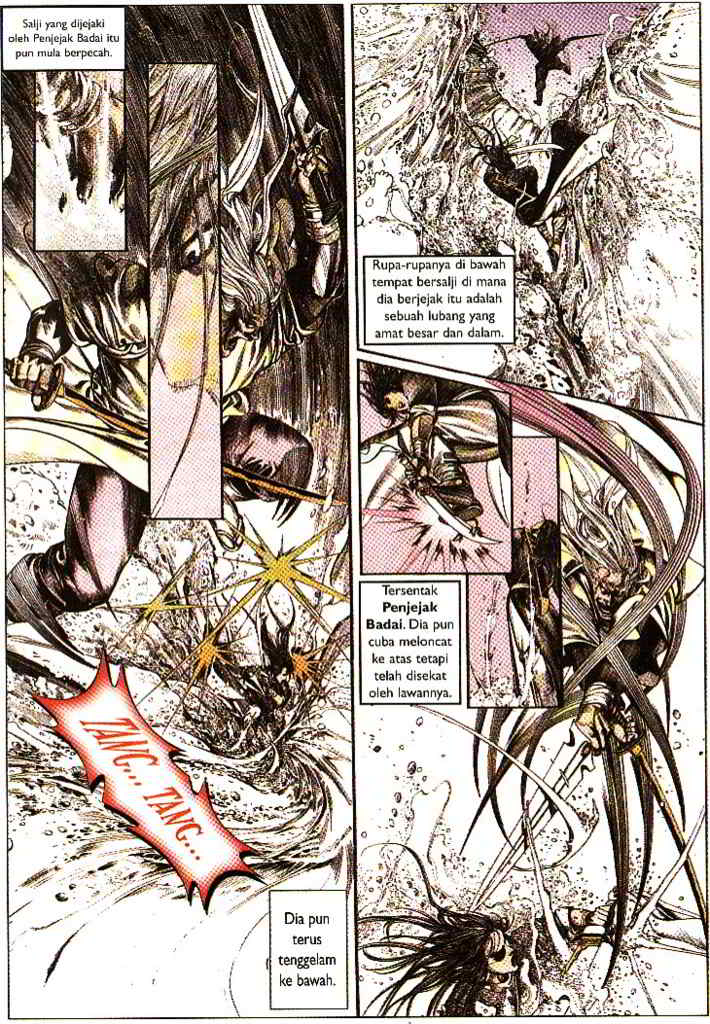 Salji yang dijejaki
oleh Penjejak Badai itu
pun mula berpecah.
TANG... TANG...
Dia pun
terus
tenggelam
ke bawah.
Rupa-rupanya di bawah
tempat bersalji di mana
dia berjejak itu adalah
sebuah lubang yang
amat besar dan dalam.
Tersentak
Penjejak
Badai. Dia pun
cuba meloncat
ke atas tetapi
telah disekat
oleh lawannya.